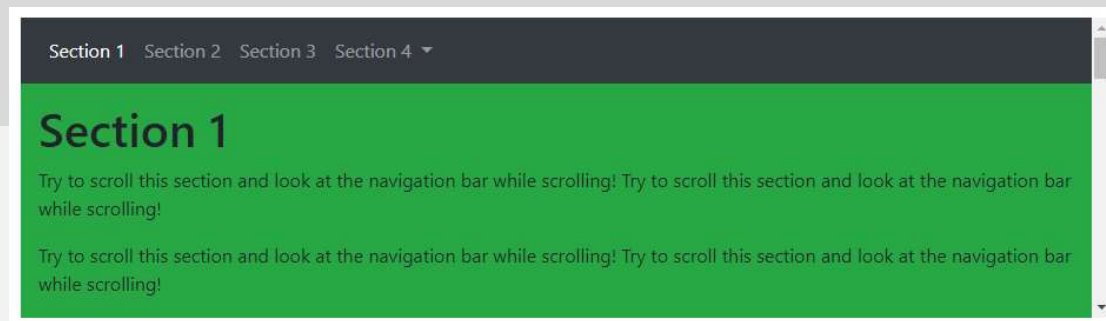 Section 1 Section 2 Section 3 Section 4
Section 1
Try to scroll this section and look at the navigation bar while scrolling! Try to scroll this section and look at the navigation bar
while scrolling!
Try to scroll this section and look at the navigation bar while scrolling! Try to scroll this section and look at the navigation bar
while scrolling!